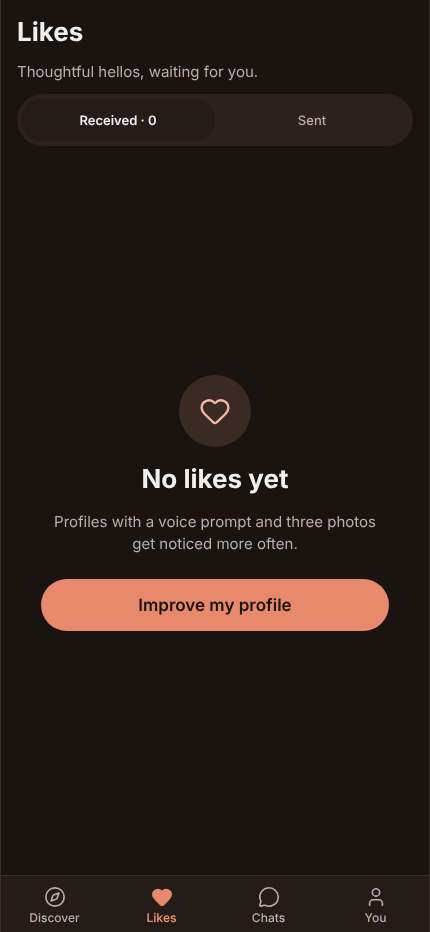 Likes
Thoughtful hellos, waiting for you.
Received · 0
Sent
No likes yet
Profiles with a voice prompt and three photos
get noticed more often.
Improve my profile
Discover
Likes
Chats
You